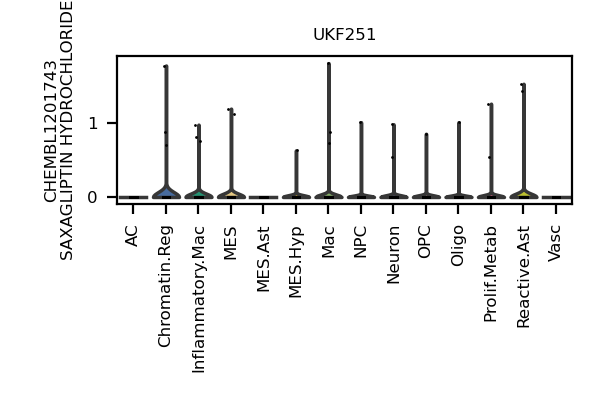 UKF251
CHEMBL1201743
SAXAGLIPTIN HYDROCHLORIDE
1
0
AC
Chromatin.Reg
Inflammatory.Mac
MES
MES.Ast
MES.Hyp
Mac
NPC
Neuron
OPC
Oligo
Prolif.Metab
Reactive.Ast
Vasc